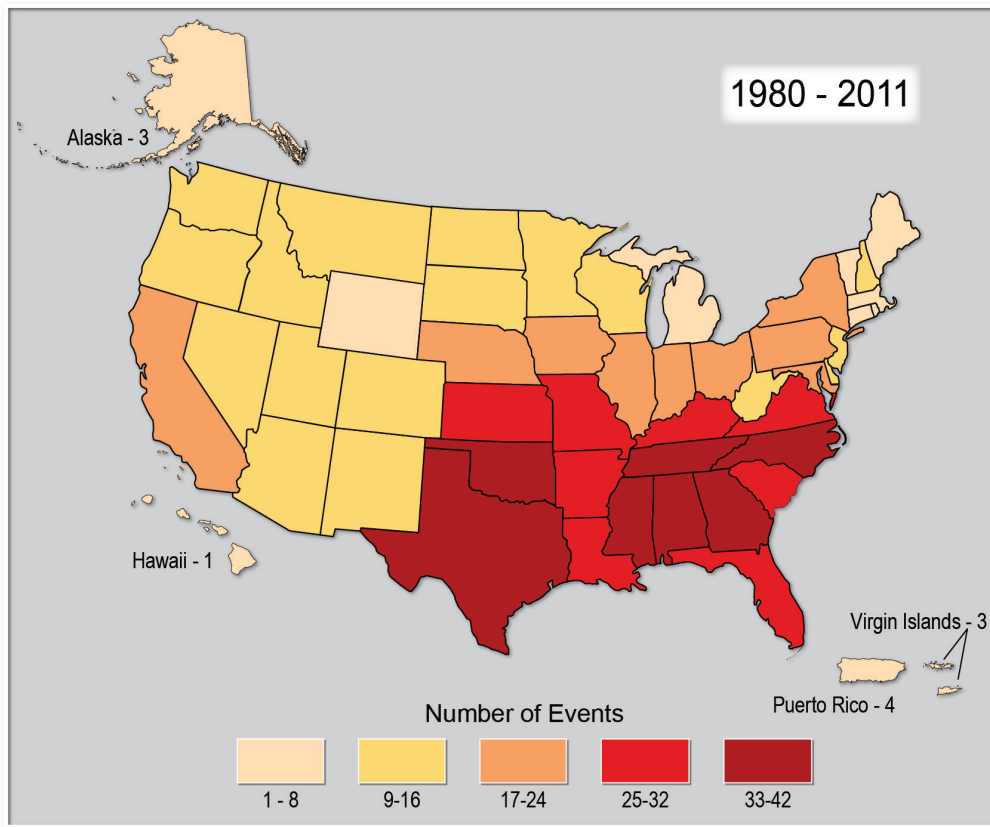 1980 - 2011
Alaska - 3
Hawaii - 1
Virgin Islands - 3
Puerto Rico - 4
Number of Events
1 - 8
9-16
17-24
25-32
33-42